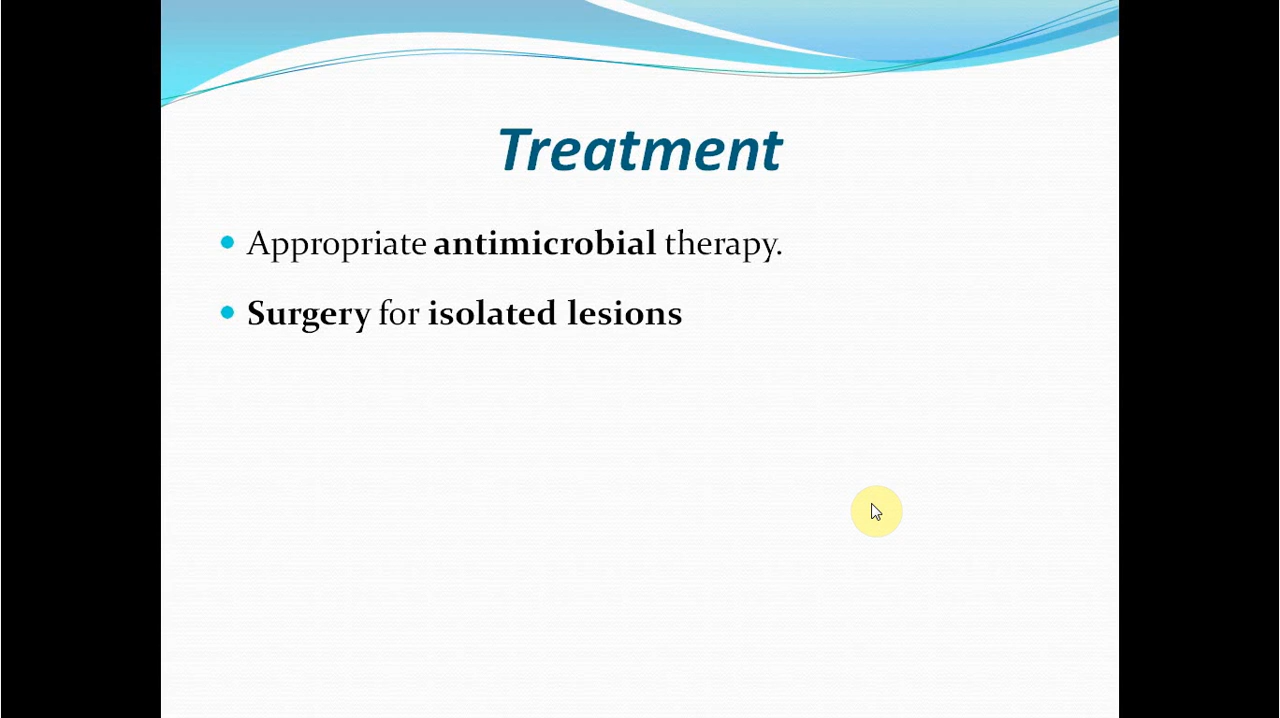 Treatment
Appropriate antimicrobial therapy.
Surgery for isolated lesions